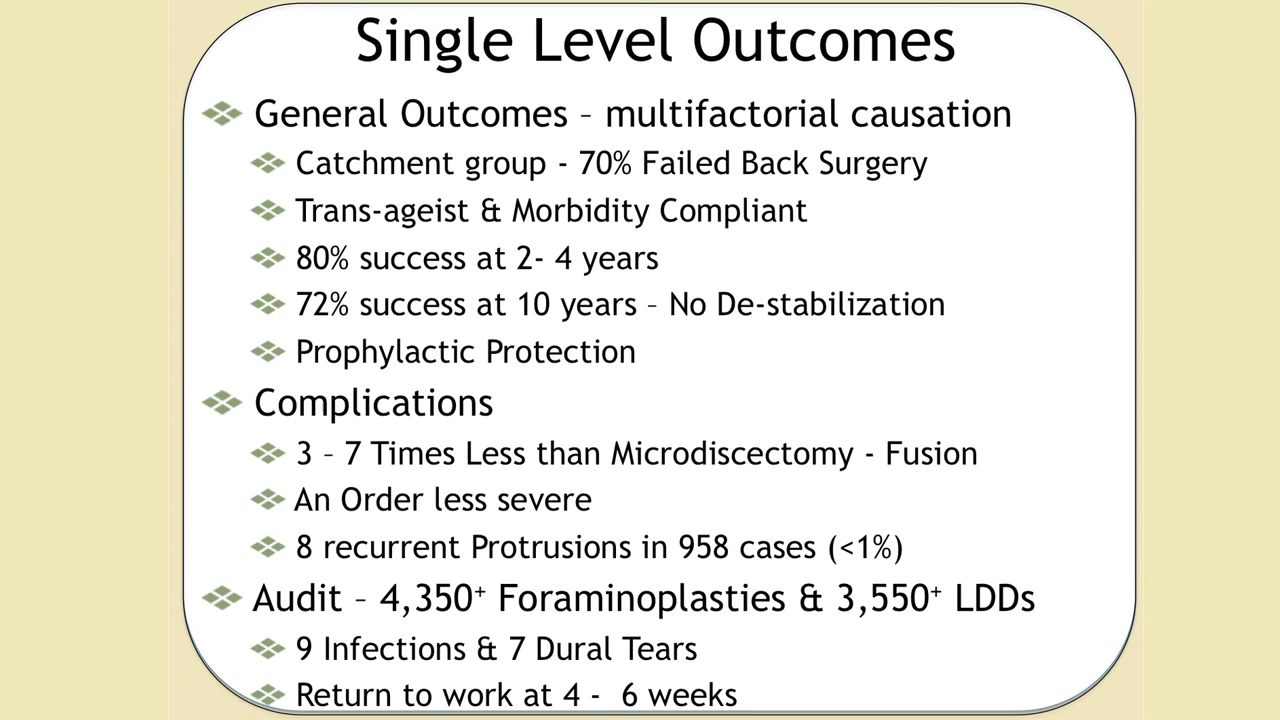 Single Level Outcomes
General Outcomes – multifactorial causation
Catchment group - 70% Failed Back Surgery
Trans-ageist & Morbidity Compliant
80% success at 2- 4 years
72% success at 10 years – No De-stabilization
Prophylactic Protection
Complications
3 – 7 Times Less than Microdiscectomy - Fusion
An Order less severe
8 recurrent Protrusions in 958 cases (<1%)
Audit – 4,350⁺ Foraminoplasties & 3,550⁺ LDDs
9 Infections & 7 Dural Tears
Return to work at 4 -  6 weeks